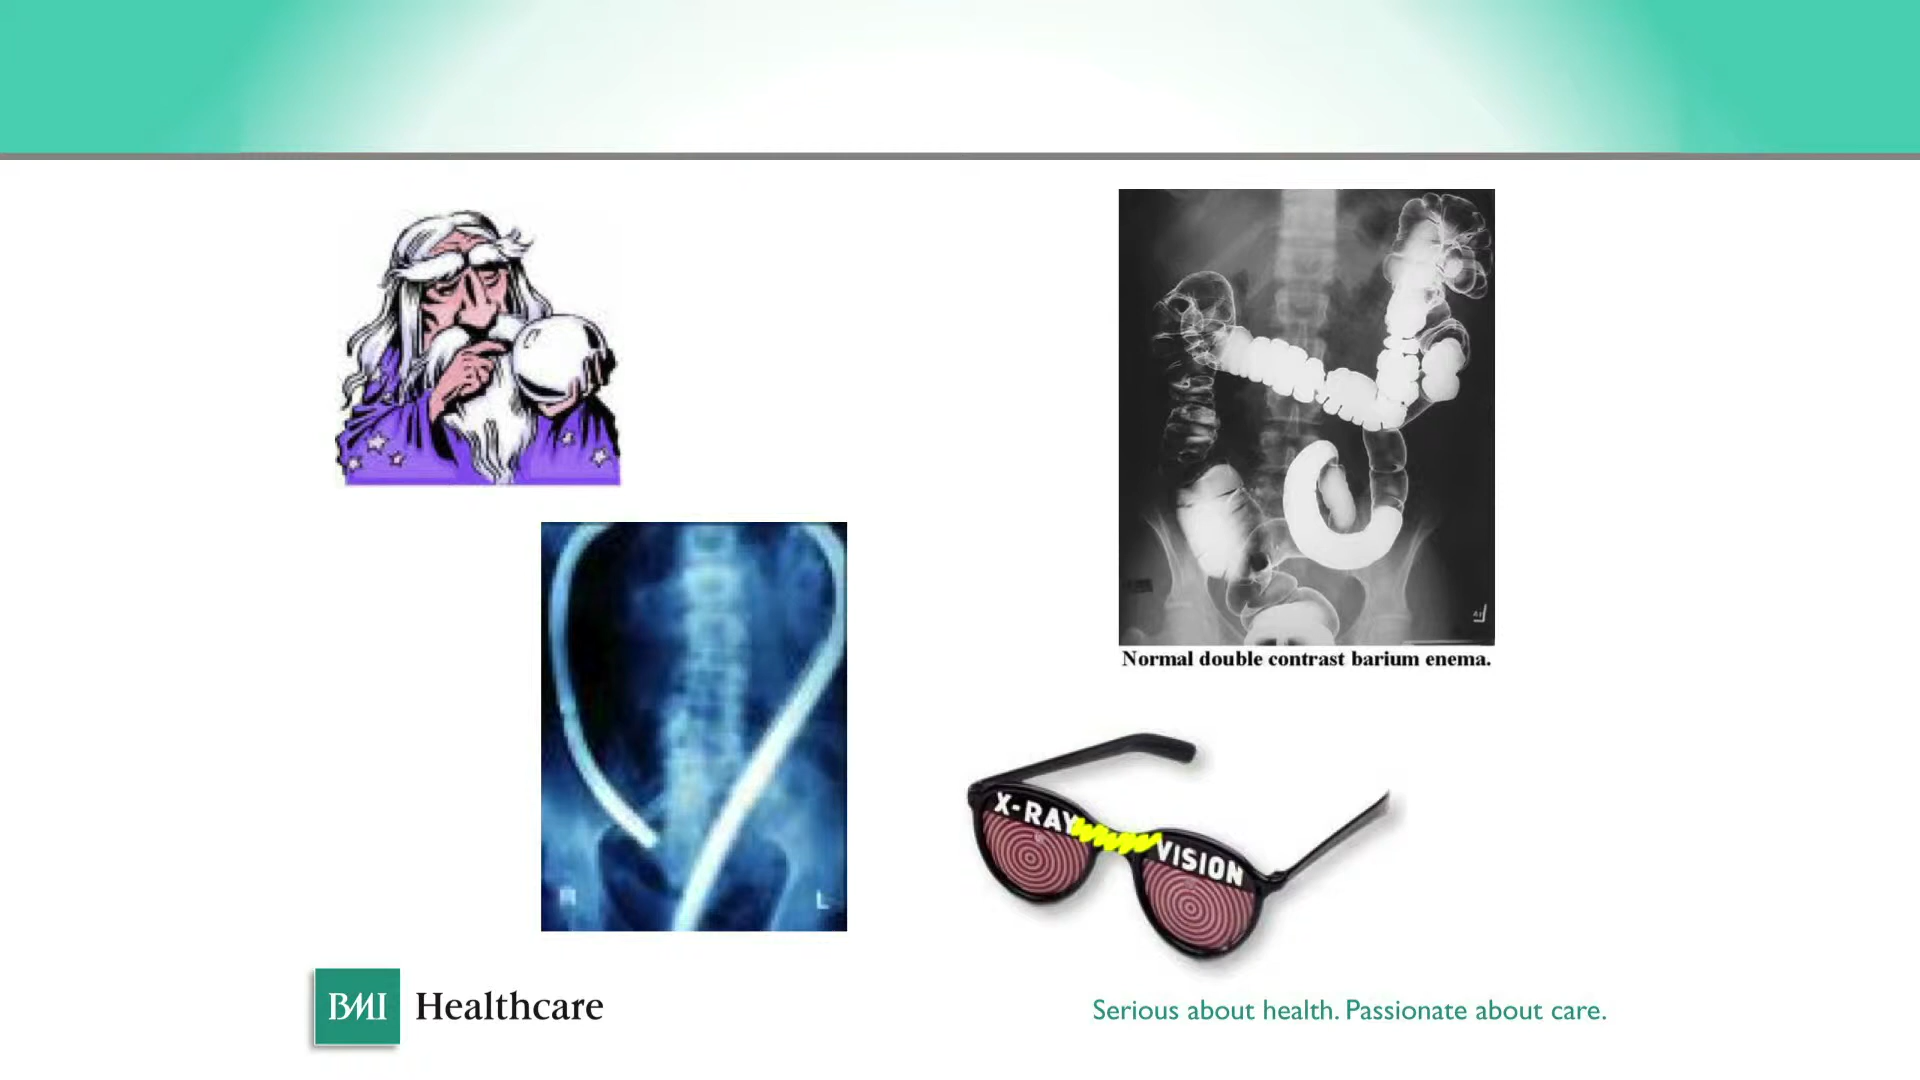 Normal double contrast barium enema.
X-RAY VISION
L
BMI Healthcare
Serious about health. Passionate about care.